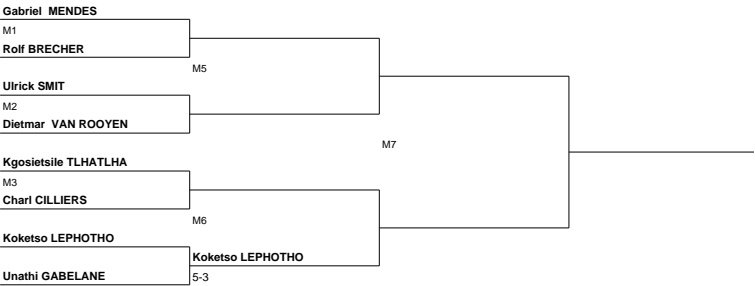 Gabriel  MENDES
M1
Rolf BRECHER
M5
Ulrick SMIT
M2
Dietmar  VAN ROOYEN
M7
Kgosietsile TLHATLHA
M3
Charl CILLIERS
M6
Koketso LEPHOTHO
Koketso LEPHOTHO
Unathi GABELANE
5-3